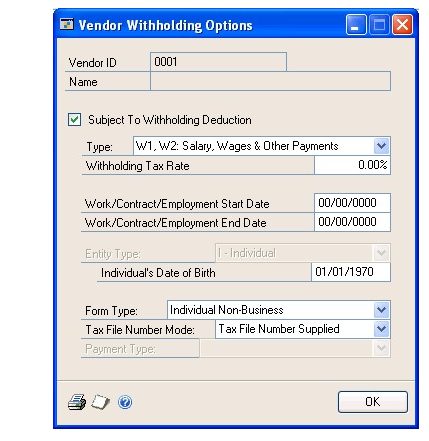 Vendor Withholding Options
Vendor ID 0001
Name
Subject To Withholding Deduction
Type: W1, W2: Salary, Wages & Other Payments
Withholding Tax Rate 0.00%
Work/Contract/Employment Start Date 00/00/0000
Work/Contract/Employment End Date 00/00/0000
Entity Type: I - Individual
Individual's Date of Birth 01/01/1970
Form Type: Individual Non-Business
Tax File Number Mode: Tax File Number Supplied
Payment Type:
OK